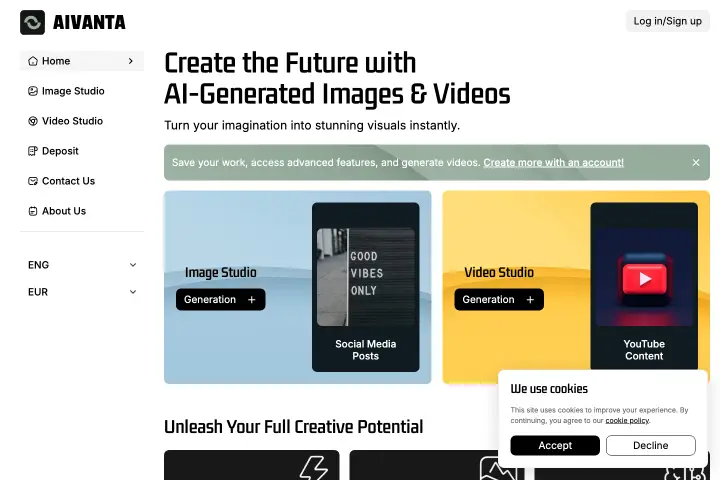 AIVANTA
Log in/Sign up
Home
Image Studio
Video Studio
Deposit
Contact Us
About Us
ENG
EUR
Create the Future with
AI-Generated Images & Videos
Turn your imagination into stunning visuals instantly.
Save your work, access advanced features, and generate videos. Create more with an account!
Image Studio
Generation
GOOD
VIBES
ONLY
Social Media
Posts
Video Studio
Generation
YouTube
Content
Unleash Your Full Creative Potential
We use cookies
This site uses cookies to improve your experience. By
continuing, you agree to our cookie policy.
Accept
Decline